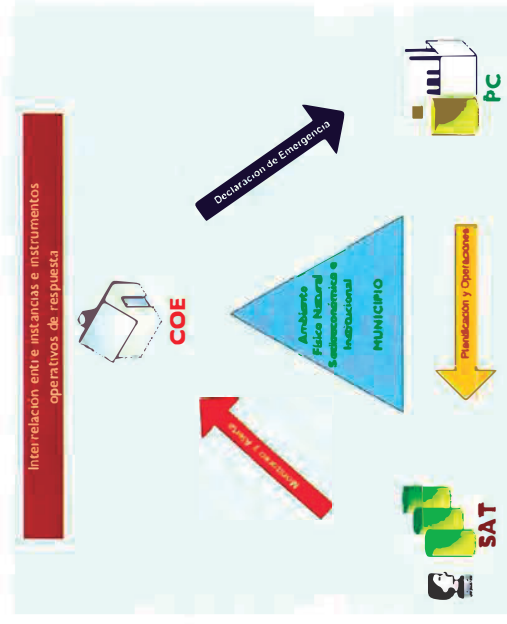 Interrelación entre instancias e instrumentos
operativos de respuesta
COE
Monitoreo y Alerta
Declaración de Emergencia
Ambiente
Físico Natural
Socioeconómico e
Institucional
MUNICIPIO
SAT
Planificación y Operaciones
PC